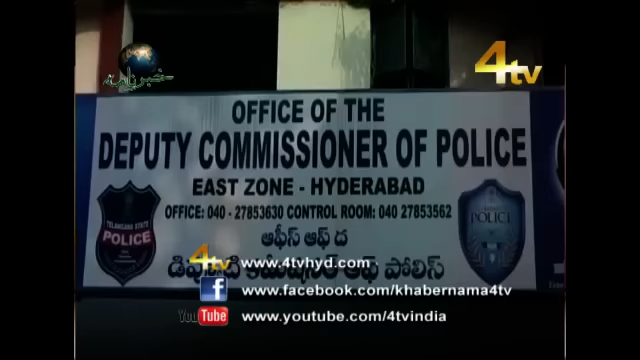 خبرنامه
4tv
OFFICE OF THE
DEPUTY COMMISSIONER OF POLICE
EAST ZONE - HYDERABAD
OFFICE: 040 - 27853630 CONTROL ROOM: 040 27853562
TELANGANA STATE
POLICE
POLICE
ఆఫీస్ ఆఫ్ ద
డిప్యూటి కమిషనర్ ఆఫ్ పోలీస్
4tv www.4tvhyd.com
f www.facebook.com/khabernama4tv
YouTube www.youtube.com/4tvindia